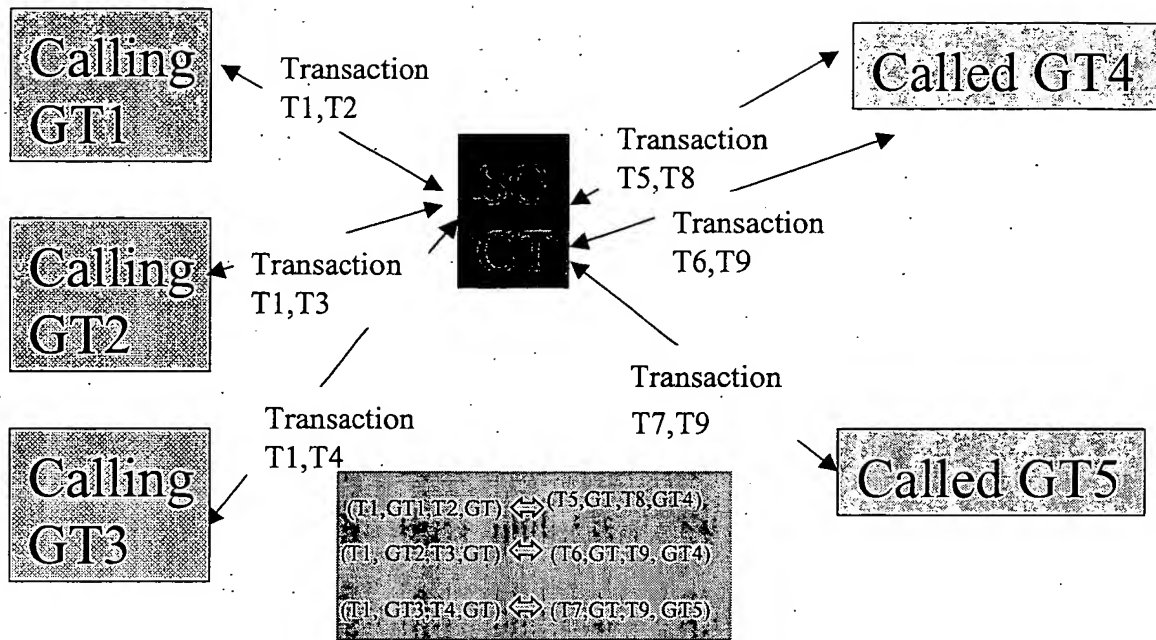 Calling
GT1
Transaction
T1,T2
Called GT4
Transaction
T5,T8
GT
Calling
GT2
Transaction
T1,T3
Transaction
T6,T9
Calling
GT3
Transaction
T1,T4
Transaction
T7,T9
Called GT5
(T1,GT1,T2,GT) ⇔ (T5,GT,T8,GT4)
(T1, GT2,T3,GT) ⇔ (T6,GT,T9, GT4)
(T1, GT3,T4,GT) ⇔ (T7,GT,T9, GT5)